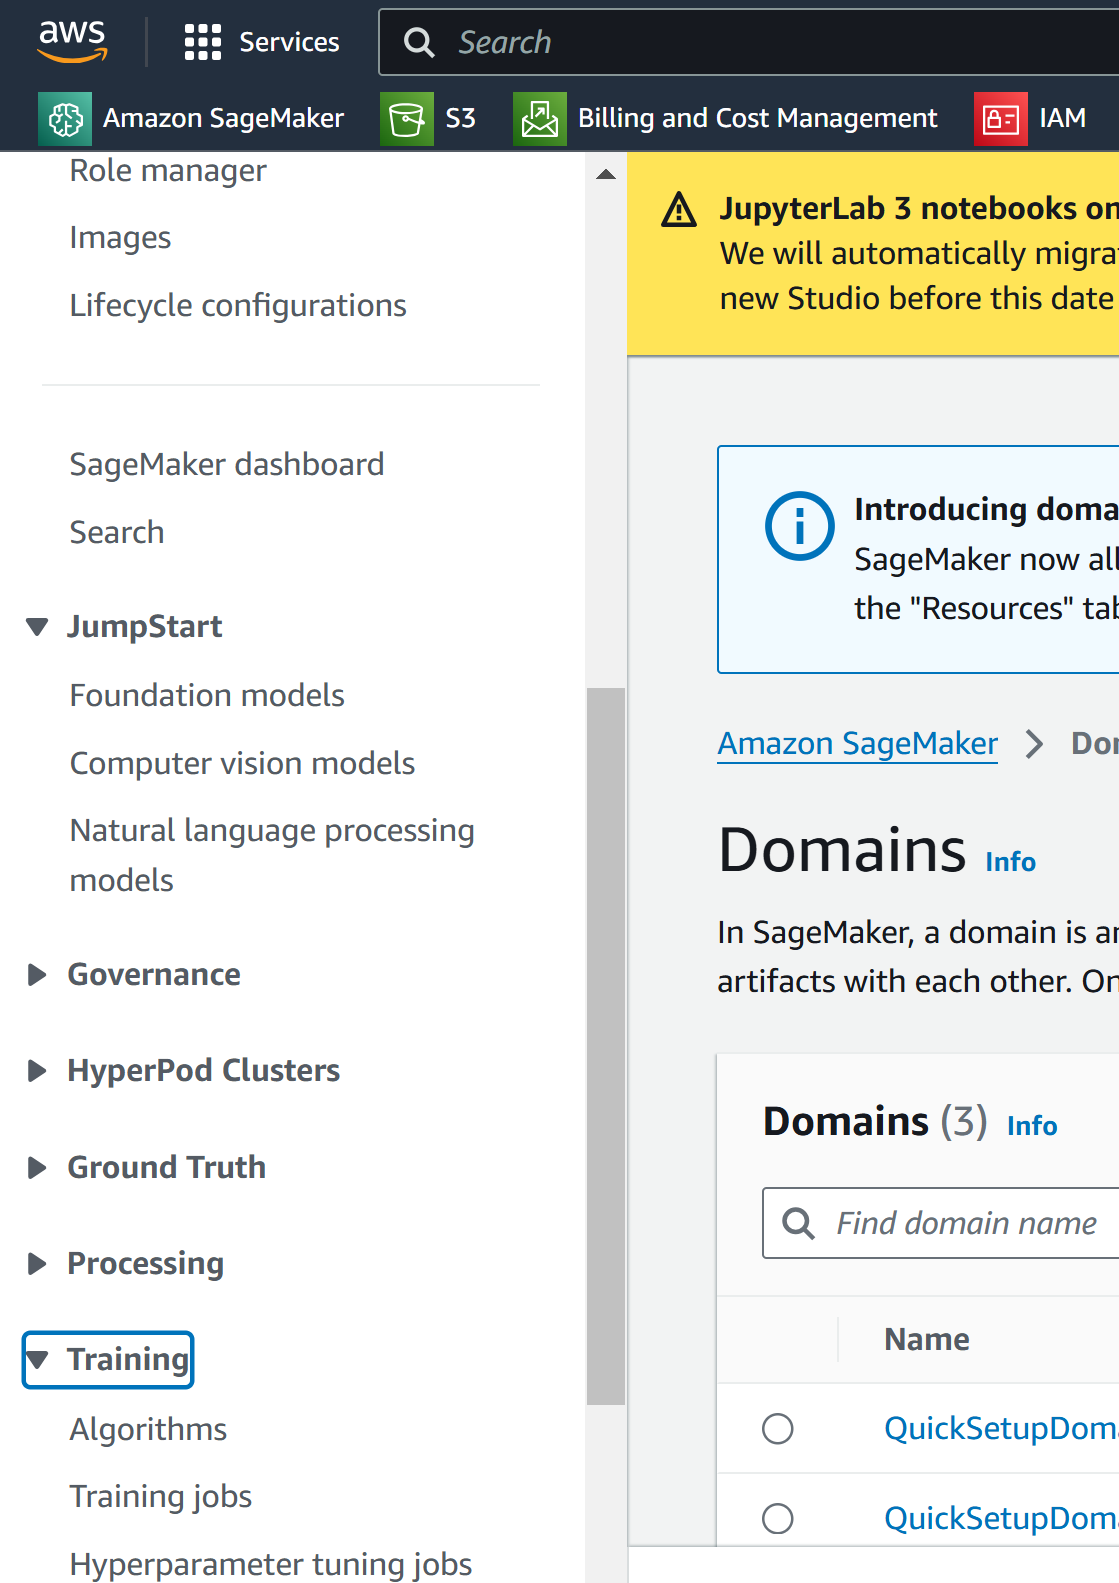 aws
Services
Search
Amazon SageMaker
S3
Billing and Cost Management
IAM
Role manager
Images
Lifecycle configurations
SageMaker dashboard
Search
JumpStart
Foundation models
Computer vision models
Natural language processing
models
Governance
HyperPod Clusters
Ground Truth
Processing
Training
Algorithms
Training jobs
Hyperparameter tuning jobs
JupyterLab 3 notebooks on
We will automatically migra
new Studio before this date
Introducing doma
SageMaker now all
the "Resources" tab
Amazon SageMaker
Dom
Domains Info
In SageMaker, a domain is an
artifacts with each other. On
Domains (3) Info
Find domain name
Name
QuickSetupDoma
QuickSetupDoma